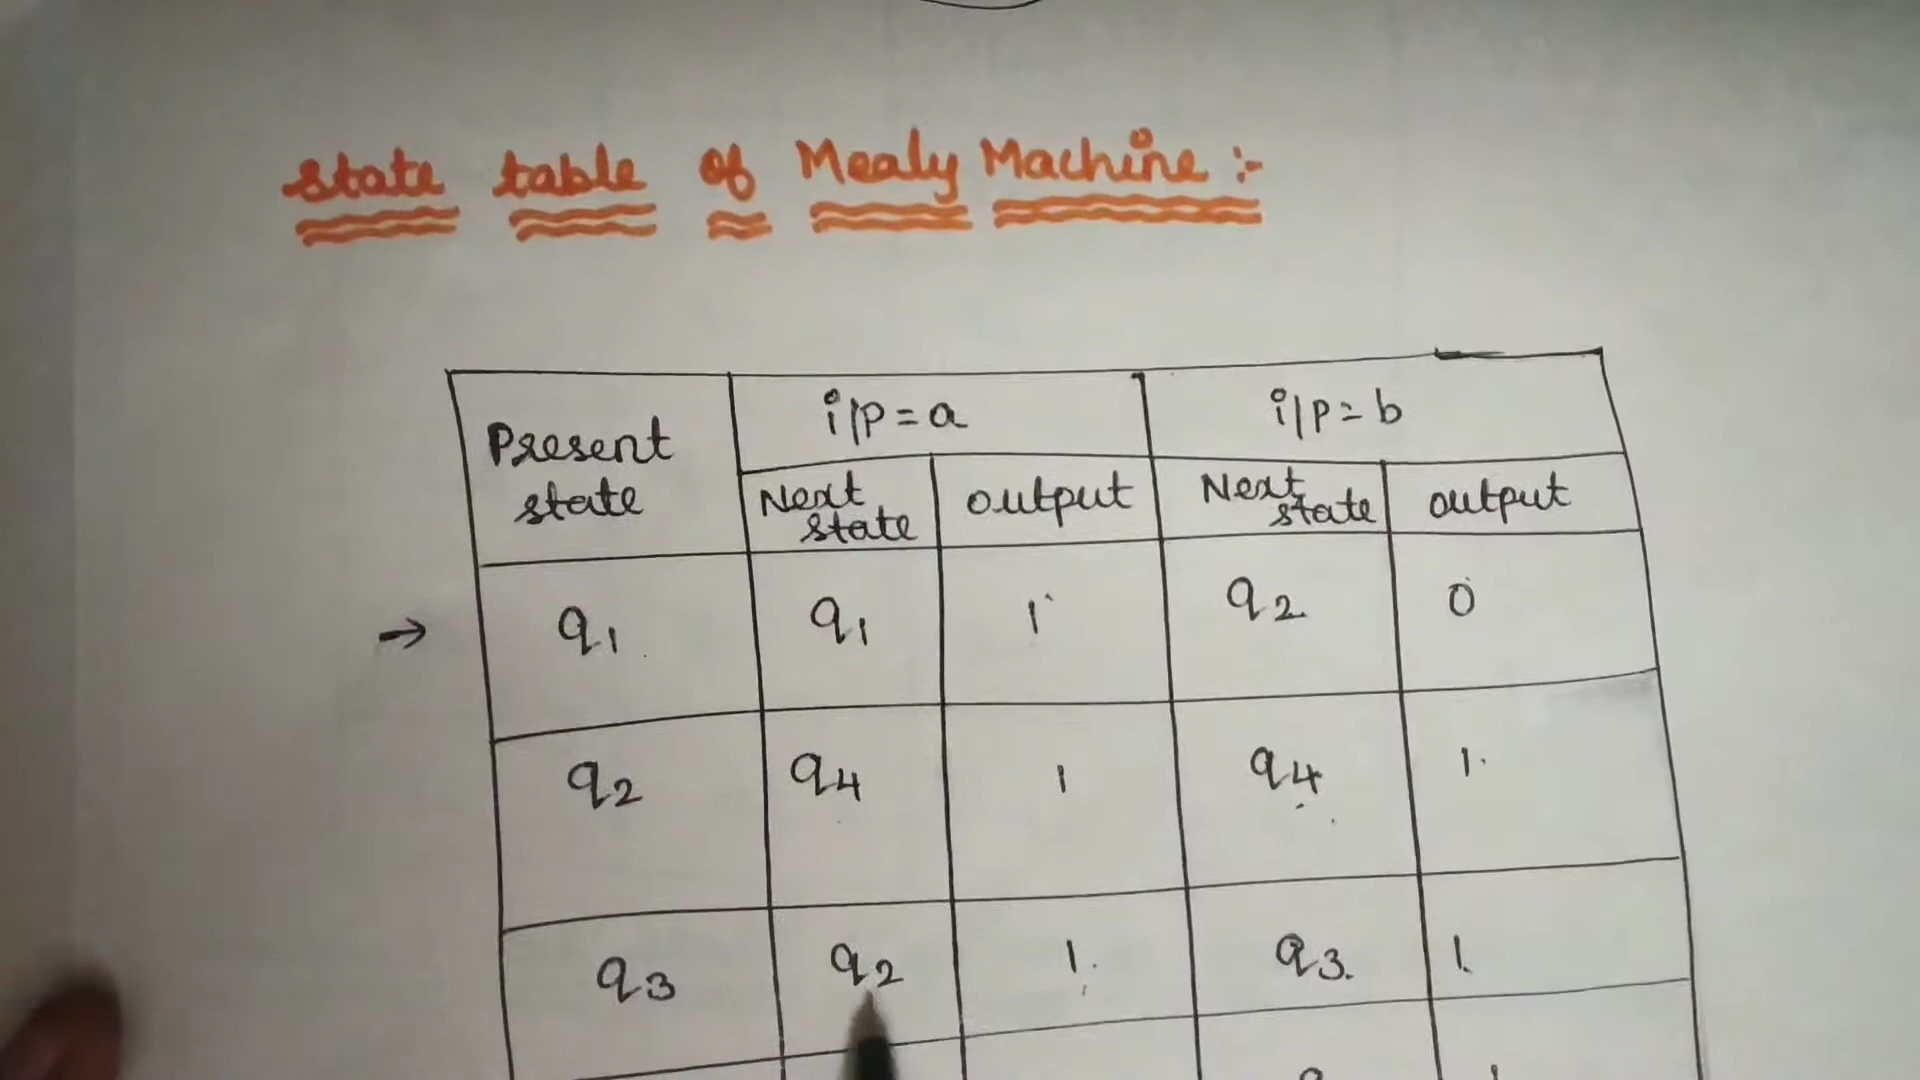 state table of Mealy Machine :-
Present state
i/p = a
i/p = b
Next state
output
Next state
output
→ q1 q1 1 q2 0
q2 q4 1 q4 1
q3 q2 1 q3 1